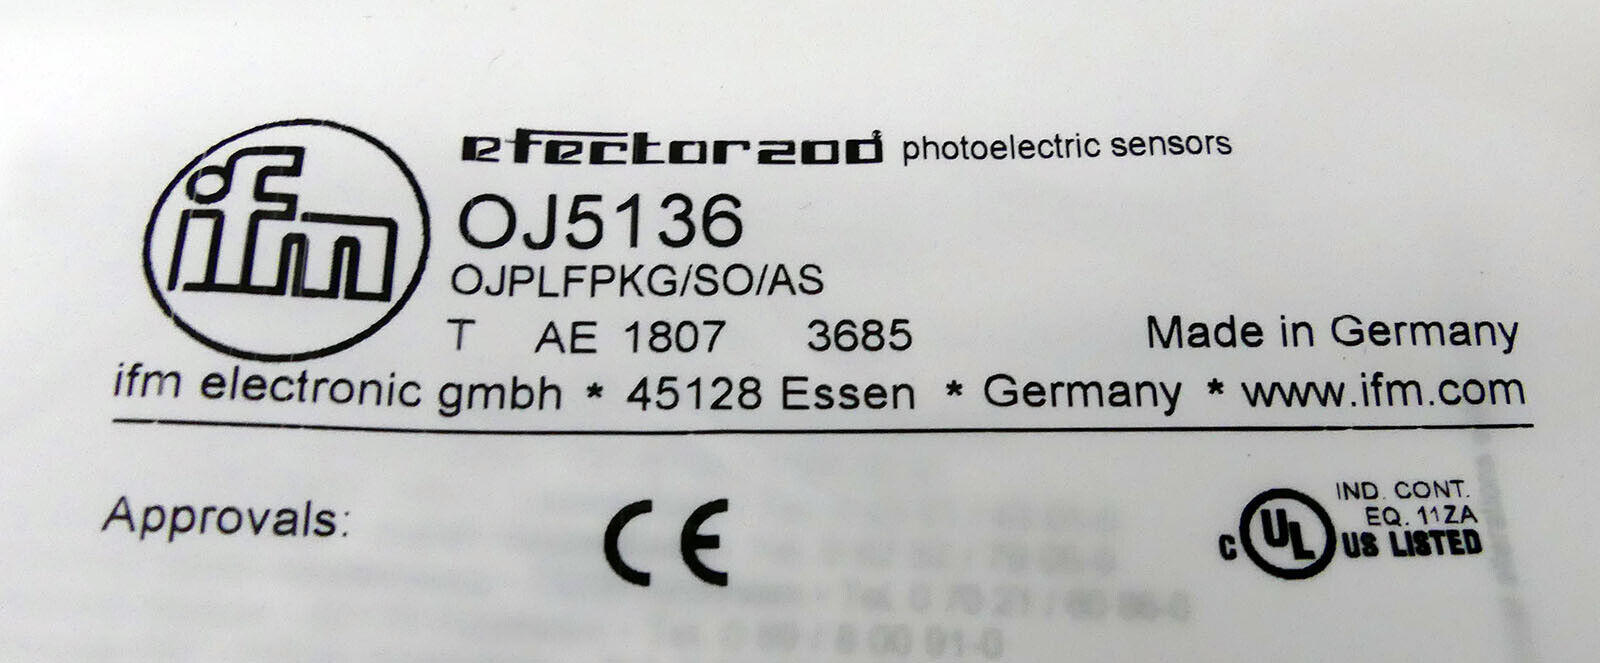 ifm
efector200 photoelectric sensors
OJ5136
OJPLFPKG/SO/AS
T AE 1807 3685 Made in Germany
ifm electronic gmbh * 45128 Essen * Germany * www.ifm.com
Approvals:
CE
IND. CONT.
EQ. 11ZA
C UL US LISTED